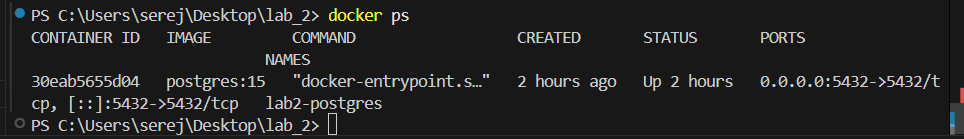 PS C:\Users\serej\Desktop\lab_2> docker ps
CONTAINER ID   IMAGE         COMMAND                  CREATED       STATUS       PORTS
                             NAMES
30eab5655d04   postgres:15   "docker-entrypoint.s…"   2 hours ago   Up 2 hours   0.0.0.0:5432->5432/t
cp, [::]:5432->5432/tcp   lab2-postgres
PS C:\Users\serej\Desktop\lab_2>